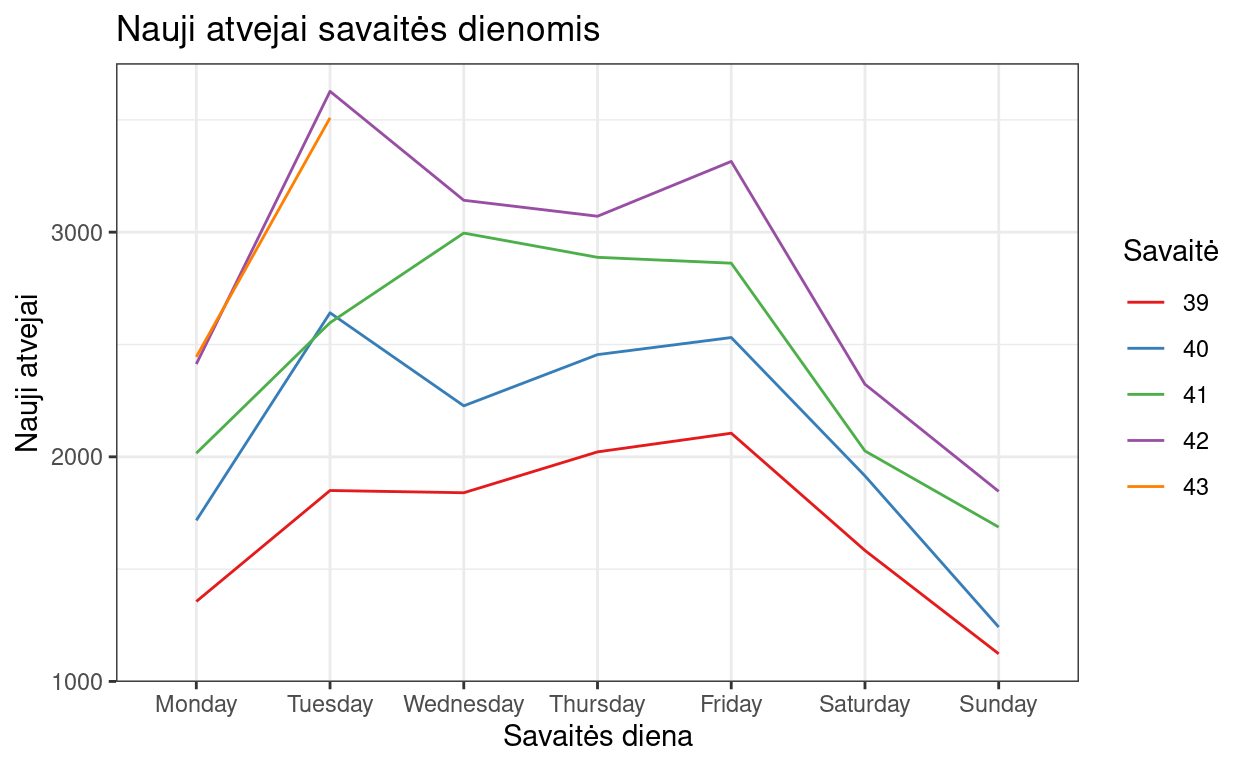 Nauji atvejai savaitės dienomis
Nauji atvejai
3000
2000
1000
Monday Tuesday Wednesday Thursday Friday Saturday Sunday
Savaitės diena
Savaitė
39
40
41
42
43